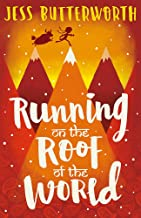 JESS BUTTERWORTH
Running
on the
Roof
of the
World